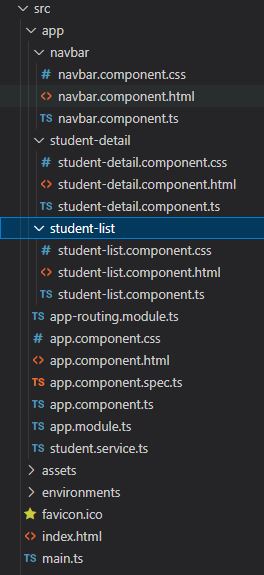 src
app
navbar
# navbar.component.css
<> navbar.component.html
TS navbar.component.ts
student-detail
# student-detail.component.css
<> student-detail.component.html
TS student-detail.component.ts
student-list
# student-list.component.css
<> student-list.component.html
TS student-list.component.ts
TS app-routing.module.ts
# app.component.css
<> app.component.html
TS app.component.spec.ts
TS app.component.ts
TS app.module.ts
TS student.service.ts
assets
environments
favicon.ico
<> index.html
TS main.ts